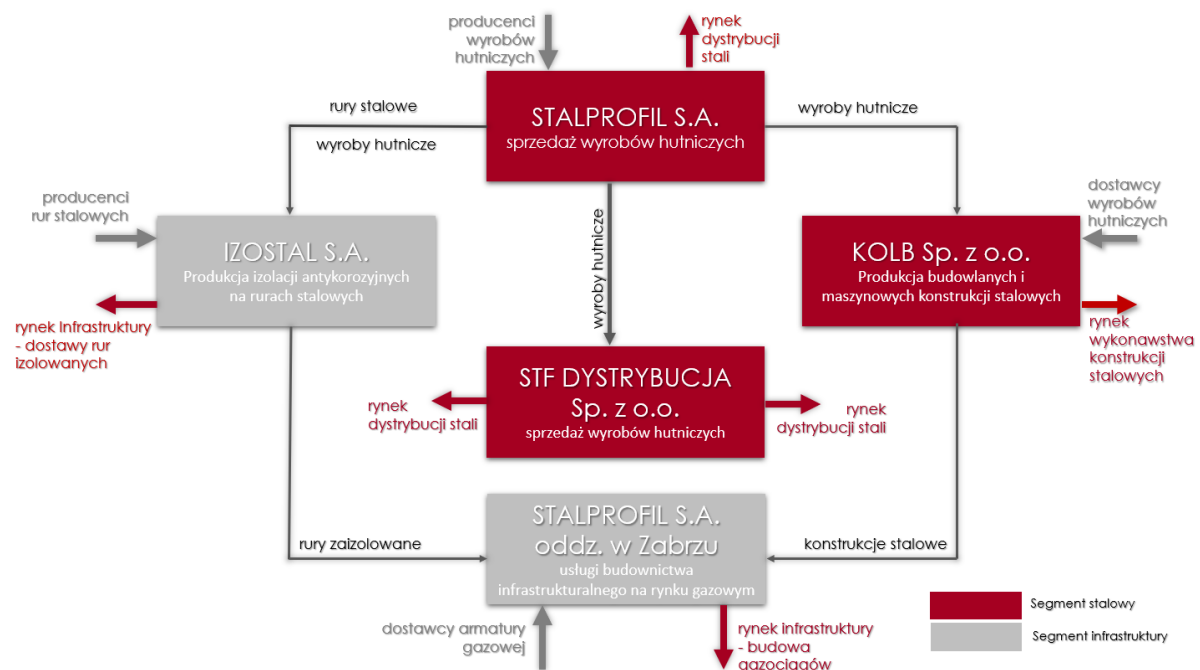 producenci
wyrobów
hutniczych
rynek
dystrybucji
stali
rury stalowe
wyroby hutnicze
STALPROFIL S.A.
sprzedaż wyrobów hutniczych
wyroby hutnicze
producenci
rur stalowych
IZOSTAL S.A.
Produkcja izolacji antykorozyjnych
na rurach stalowych
rynek Infrastruktury
- dostawy rur
izolowanych
wyroby hutnicze
dostawcy
wyrobów
hutniczych
KOLB Sp. z o.o.
Produkcja budowlanych i
maszynowych konstrukcji stalowych
rynek
wykonawstwa
konstrukcji
stalowych
STF DYSTRYBUCJA
Sp. z o.o.
sprzedaż wyrobów hutniczych
rynek
dystrybucji stali
rynek
dystrybucji stali
rury zaizolowane
STALPROFIL S.A.
oddz. w Zabrzu
usługi budownictwa
infrastrukturalnego na rynku gazowym
konstrukcje stalowe
dostawcy armatury
gazowej
rynek infrastruktury
- budowa
gazociągów
Segment stalowy
Segment infrastruktury